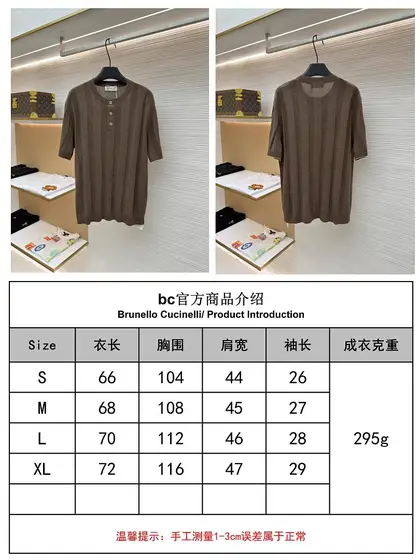 bc官方商品介绍
Brunello Cucinelli/ Product Introduction
Size 衣长 胸围 肩宽 袖长 成衣克重
S 66 104 44 26
M 68 108 45 27
L 70 112 46 28
XL 72 116 47 29
295g
温馨提示：手工测量1-3cm误差属于正常